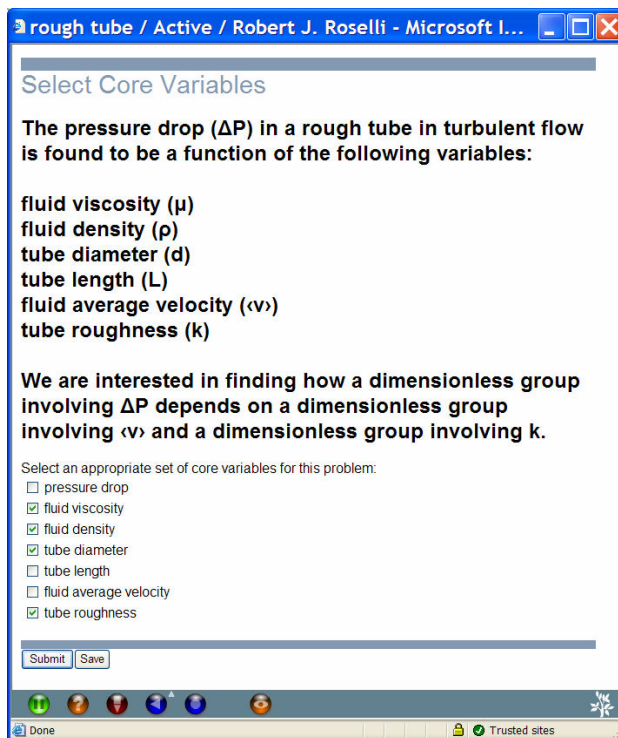 rough tube / Active / Robert J. Roselli - Microsoft I...
Select Core Variables
The pressure drop (ΔP) in a rough tube in turbulent flow
is found to be a function of the following variables:
fluid viscosity (μ)
fluid density (ρ)
tube diameter (d)
tube length (L)
fluid average velocity (‹v›)
tube roughness (k)
We are interested in finding how a dimensionless group
involving ΔP depends on a dimensionless group
involving ‹v› and a dimensionless group involving k.
Select an appropriate set of core variables for this problem:
pressure drop
fluid viscosity
fluid density
tube diameter
tube length
fluid average velocity
tube roughness
Submit Save
Done Trusted sites